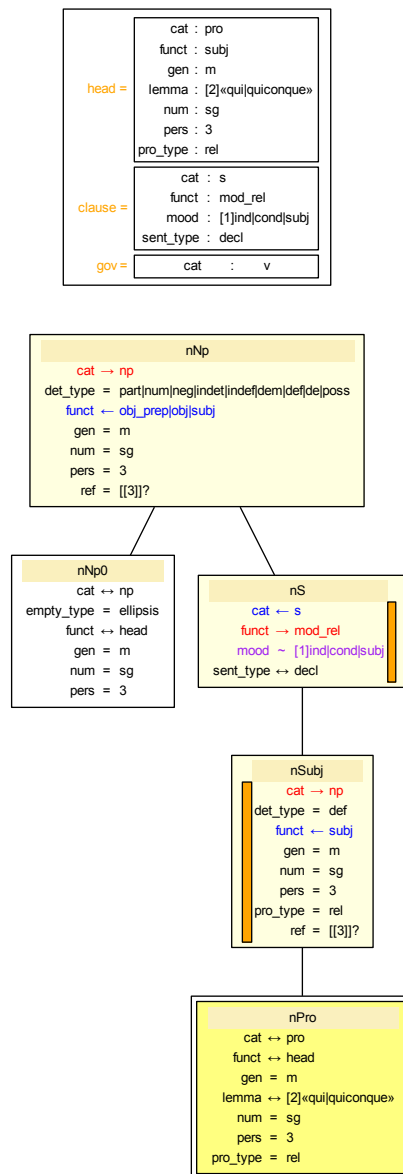 head =
cat : pro
funct : subj
gen : m
lemma : [2]«qui|quiconque»
num : sg
pers : 3
pro_type : rel
clause =
cat : s
funct : mod_rel
mood : [1]ind|cond|subj
sent_type : decl
gov =
cat : v
nNp
cat → np
det_type = part|num|neg|indet|indef|dem|def|de|poss
funct ← obj_prep|obj|subj
gen = m
num = sg
pers = 3
ref = [[3]]?
nNp0
cat ↔ np
empty_type = ellipsis
funct ↔ head
gen = m
num = sg
pers = 3
nS
cat ← s
funct → mod_rel
mood ~ [1]ind|cond|subj
sent_type ↔ decl
nSubj
cat → np
det_type = def
funct ← subj
gen = m
num = sg
pers = 3
pro_type = rel
ref = [[3]]?
nPro
cat ↔ pro
funct ↔ head
gen = m
lemma ↔ [2]«qui|quiconque»
num = sg
pers = 3
pro_type = rel